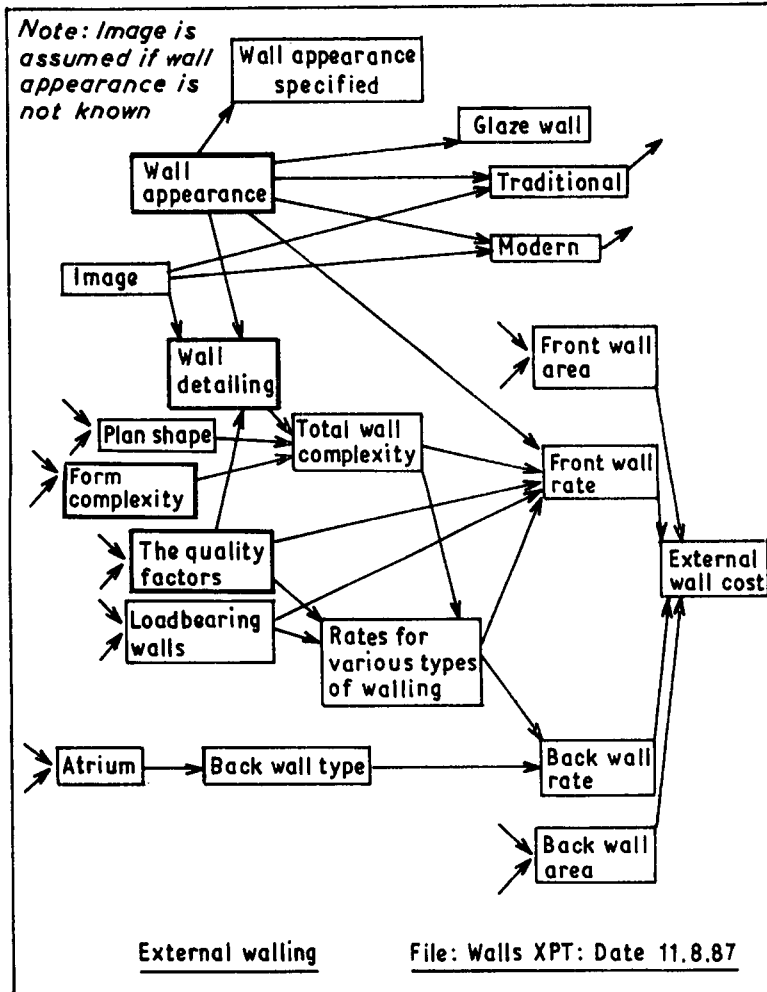 Note: Image is
assumed if wall
appearance is
not known
Wall appearance
specified
Glaze wall
Wall
appearance
Traditional
Modern
Image
Wall
detailing
Front wall
area
Plan shape
Total wall
complexity
Form
complexity
Front wall
rate
The quality
factors
External
wall cost
Loadbearing
walls
Rates for
various types
of walling
Atrium
Back wall type
Back wall
rate
Back wall
area
External walling
File: Walls XPT: Date 11.8.87